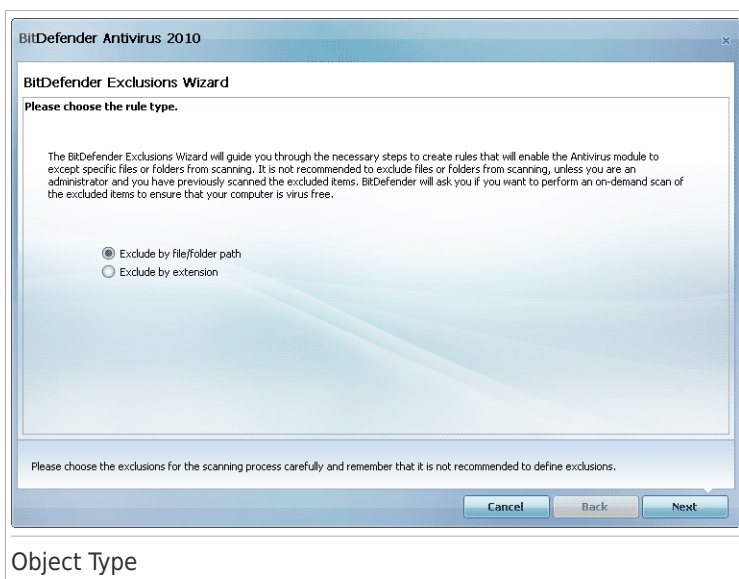 BitDefender Antivirus 2010
x
BitDefender Exclusions Wizard
Please choose the rule type.
The BitDefender Exclusions Wizard will guide you through the necessary steps to create rules that will enable the Antivirus module to
except specific files or folders from scanning. It is not recommended to exclude files or folders from scanning, unless you are an
administrator and you have previously scanned the excluded items. BitDefender will ask you if you want to perform an on-demand scan of
the excluded items to ensure that your computer is virus free.
Exclude by file/folder path
Exclude by extension
Please choose the exclusions for the scanning process carefully and remember that it is not recommended to define exclusions.
Cancel Back Next
Object Type